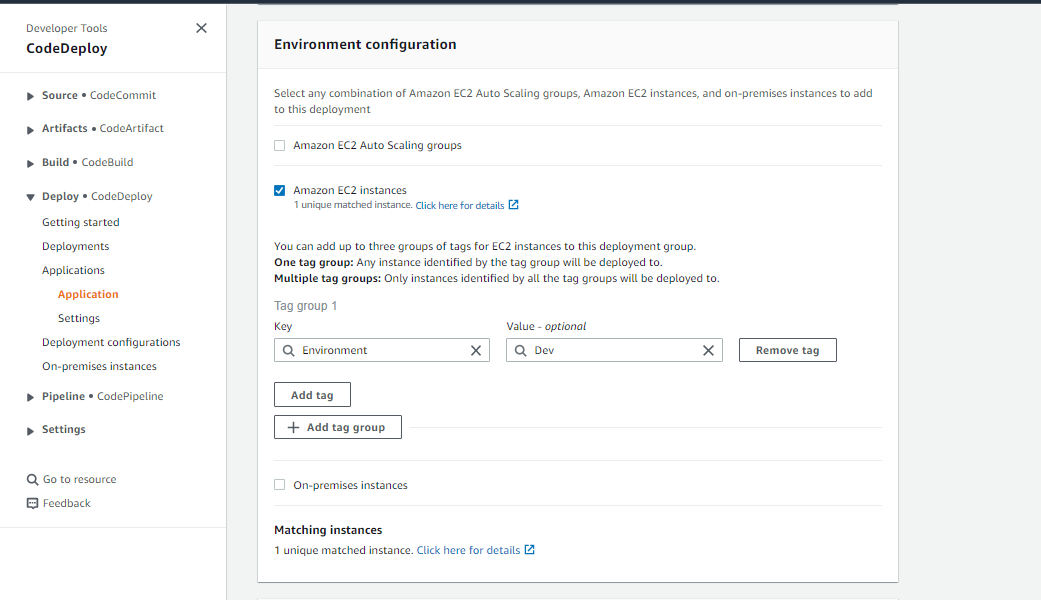 Developer Tools
CodeDeploy
Source • CodeCommit
Artifacts • CodeArtifact
Build • CodeBuild
Deploy • CodeDeploy
Getting started
Deployments
Applications
Application
Settings
Deployment configurations
On-premises instances
Pipeline • CodePipeline
Settings
Go to resource
Feedback
Environment configuration
Select any combination of Amazon EC2 Auto Scaling groups, Amazon EC2 instances, and on-premises instances to add
to this deployment
Amazon EC2 Auto Scaling groups
Amazon EC2 instances
1 unique matched instance. Click here for details
You can add up to three groups of tags for EC2 instances to this deployment group.
One tag group: Any instance identified by the tag group will be deployed to.
Multiple tag groups: Only instances identified by all the tag groups will be deployed to.
Tag group 1
Key
Value - optional
Environment
Dev
Remove tag
Add tag
Add tag group
On-premises instances
Matching instances
1 unique matched instance. Click here for details